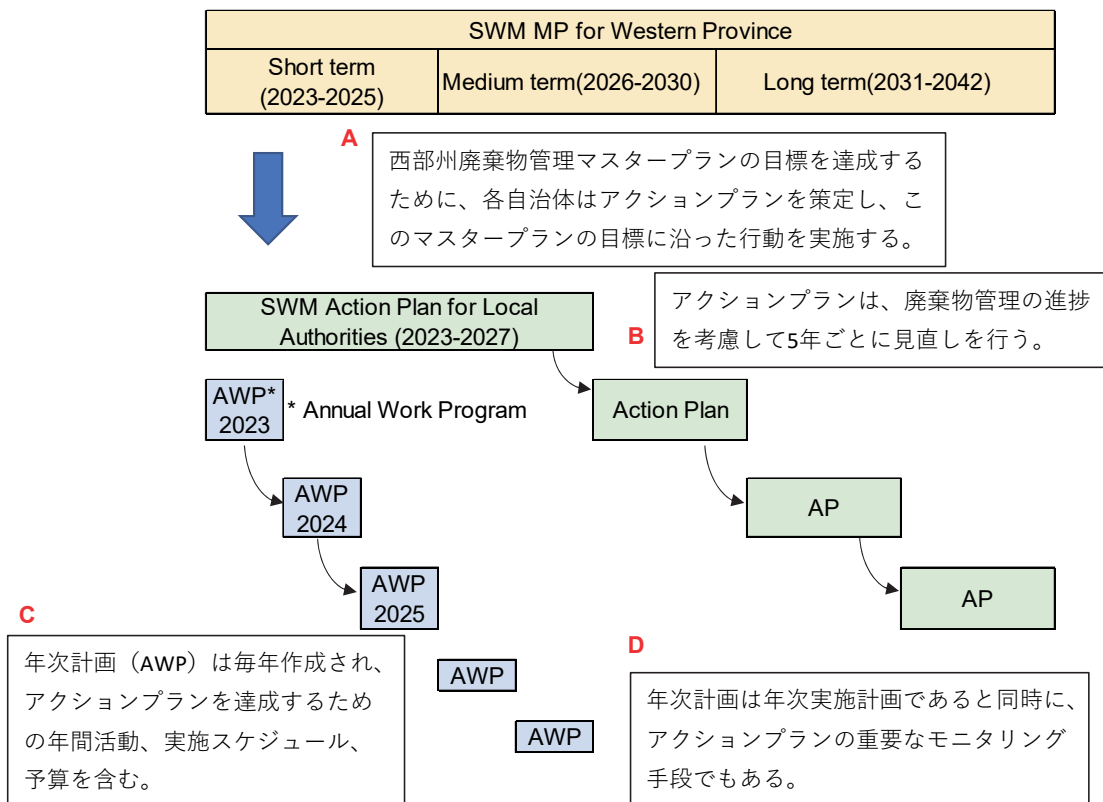 SWM MP for Western Province
Short term
(2023-2025)
Medium term(2026-2030)
Long term(2031-2042)
A
西部州廃棄物管理マスタープランの目標を達成する
ために、各自治体はアクションプランを策定し、こ
のマスタープランの目標に沿った行動を実施する。
SWM Action Plan for Local
Authorities (2023-2027)
B
アクションプランは、廃棄物管理の進捗
を考慮して5年ごとに見直しを行う。
AWP*
2023
* Annual Work Program
Action Plan
AWP
2024
AP
AWP
2025
AP
C
年次計画（AWP）は毎年作成され、
アクションプランを達成するため
の年間活動、実施スケジュール、
予算を含む。
AWP
AWP
D
年次計画は年次実施計画であると同時に、
アクションプランの重要なモニタリング
手段でもある。